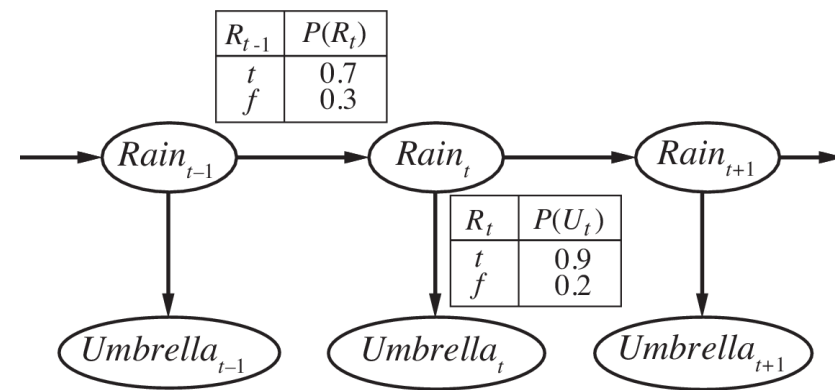 R_{t-1} P(R_t)
t 0.7
f 0.3
Rain_{t–1} Rain_t Rain_{t+1}
R_t P(U_t)
t 0.9
f 0.2
Umbrella_{t–1} Umbrella_t Umbrella_{t+1}